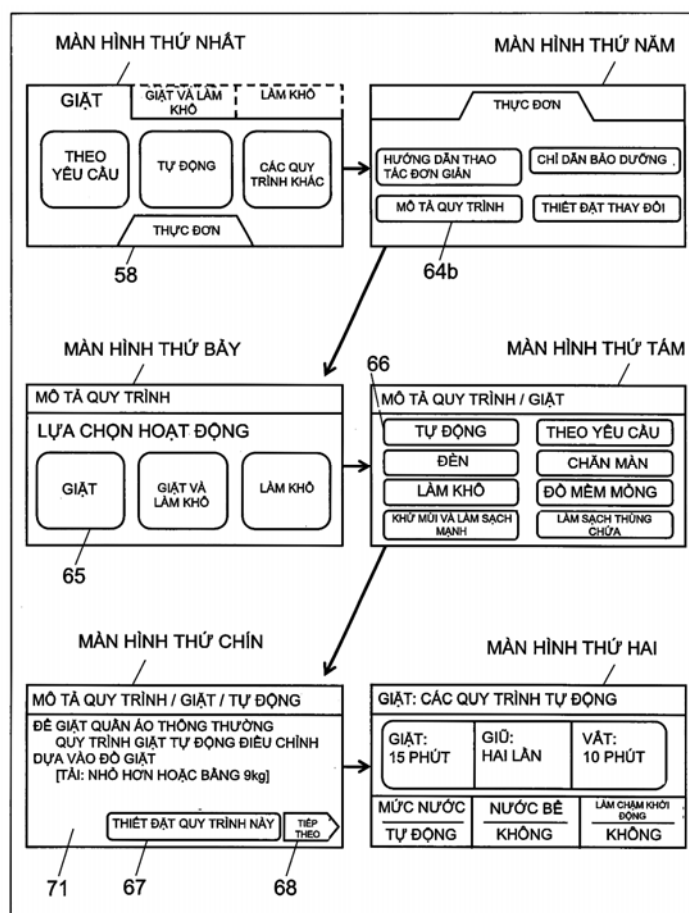 MÀN HÌNH THỨ NHẤT
GIẶT
GIẶT VÀ LÀM
KHÔ
LÀM KHÔ
THEO
YÊU CẦU
TỰ ĐỘNG
CÁC QUY
TRÌNH KHÁC
THỰC ĐƠN
58
MÀN HÌNH THỨ NĂM
THỰC ĐƠN
HƯỚNG DẪN THAO
TÁC ĐƠN GIẢN
CHỈ DẪN BẢO DƯỠNG
MÔ TẢ QUY TRÌNH
THIẾT ĐẶT THAY ĐỔI
64b
MÀN HÌNH THỨ BẢY
MÔ TẢ QUY TRÌNH
LỰA CHỌN HOẠT ĐỘNG
GIẶT
GIẶT VÀ
LÀM KHÔ
LÀM KHÔ
65
MÀN HÌNH THỨ TÁM
66
MÔ TẢ QUY TRÌNH / GIẶT
TỰ ĐỘNG
THEO YÊU CẦU
ĐÈN
CHĂN MÀN
LÀM KHÔ
ĐỒ MỀM MỎNG
KHỬ MÙI VÀ LÀM SẠCH
MẠNH
LÀM SẠCH THÙNG
CHỨA
MÀN HÌNH THỨ CHÍN
MÔ TẢ QUY TRÌNH / GIẶT / TỰ ĐỘNG
ĐỂ GIẶT QUẦN ÁO THÔNG THƯỜNG
QUY TRÌNH GIẶT TỰ ĐỘNG ĐIỀU CHỈNH
DỰA VÀO ĐỒ GIẶT
[TẢI: NHỎ HƠN HOẶC BẰNG 9kg]
THIẾT ĐẶT QUY TRÌNH NÀY
TIẾP
THEO
71
67
68
MÀN HÌNH THỨ HAI
GIẶT: CÁC QUY TRÌNH TỰ ĐỘNG
GIẶT:
15 PHÚT
GIŨ:
HAI LẦN
VẮT:
10 PHÚT
MỨC NƯỚC
TỰ ĐỘNG
NƯỚC BỂ
KHÔNG
LÀM CHẬM KHỞI
ĐỘNG
KHÔNG